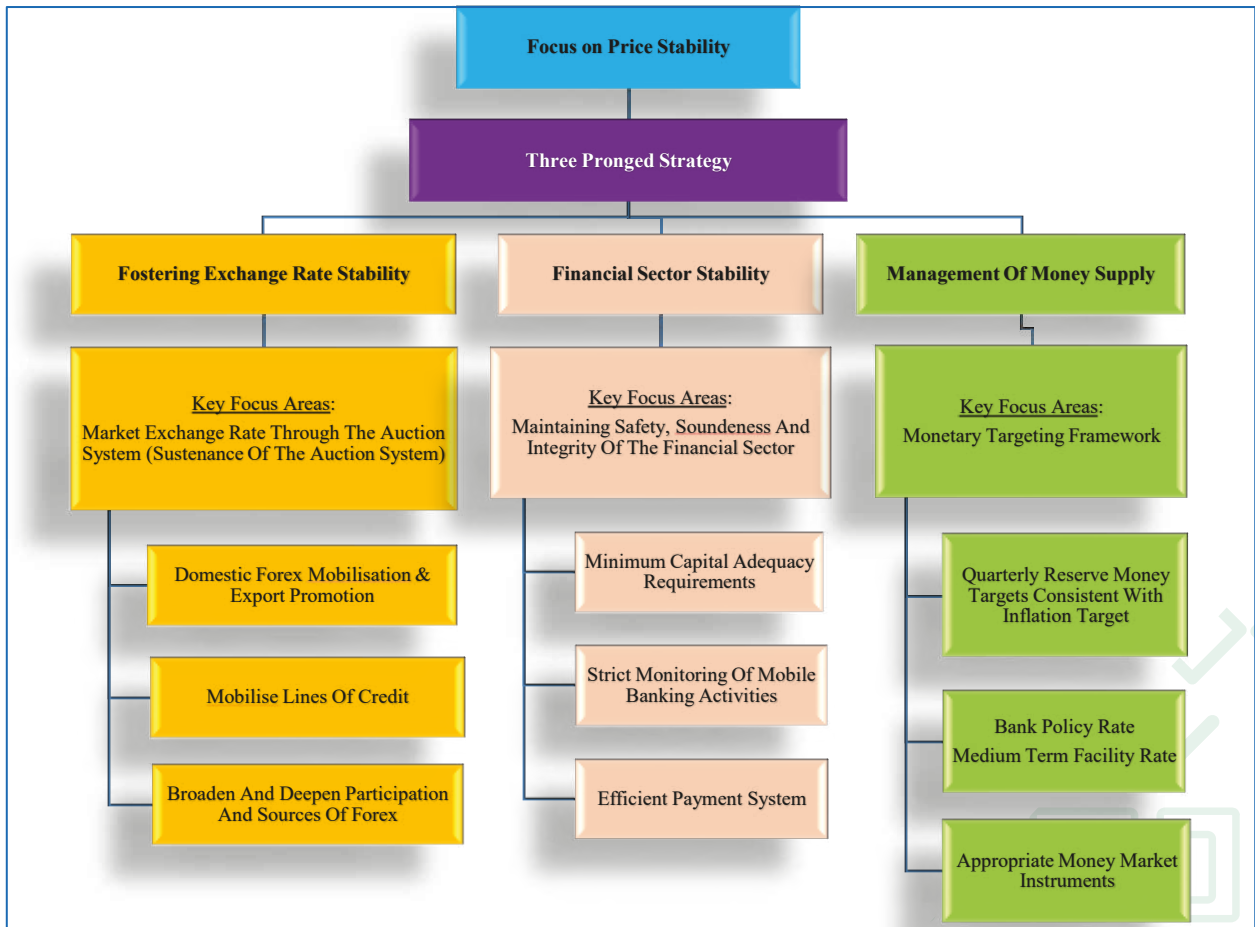 Focus on Price Stability
Three Pronged Strategy
Fostering Exchange Rate Stability
Key Focus Areas:
Market Exchange Rate Through The Auction
System (Sustenance Of The Auction System)
Domestic Forex Mobilisation &
Export Promotion
Mobilise Lines Of Credit
Broaden And Deepen Participation
And Sources Of Forex
Financial Sector Stability
Key Focus Areas:
Maintaining Safety, Soundeness And
Integrity Of The Financial Sector
Minimum Capital Adequacy
Requirements
Strict Monitoring Of Mobile
Banking Activities
Efficient Payment System
Management Of Money Supply
Key Focus Areas:
Monetary Targeting Framework
Quarterly Reserve Money
Targets Consistent With
Inflation Target
Bank Policy Rate
Medium Term Facility Rate
Appropriate Money Market
Instruments